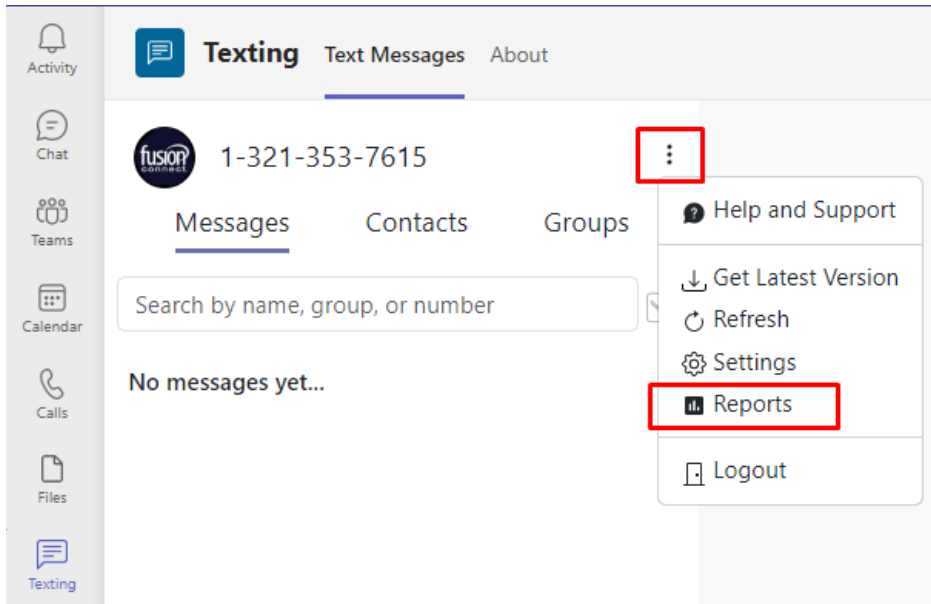 Activity
Chat
Teams
Calendar
Calls
Files
Texting
Texting Text Messages About
fusion connect
1-321-353-7615
Messages Contacts Groups
Search by name, group, or number
No messages yet...
Help and Support
Get Latest Version
Refresh
Settings
Reports
Logout